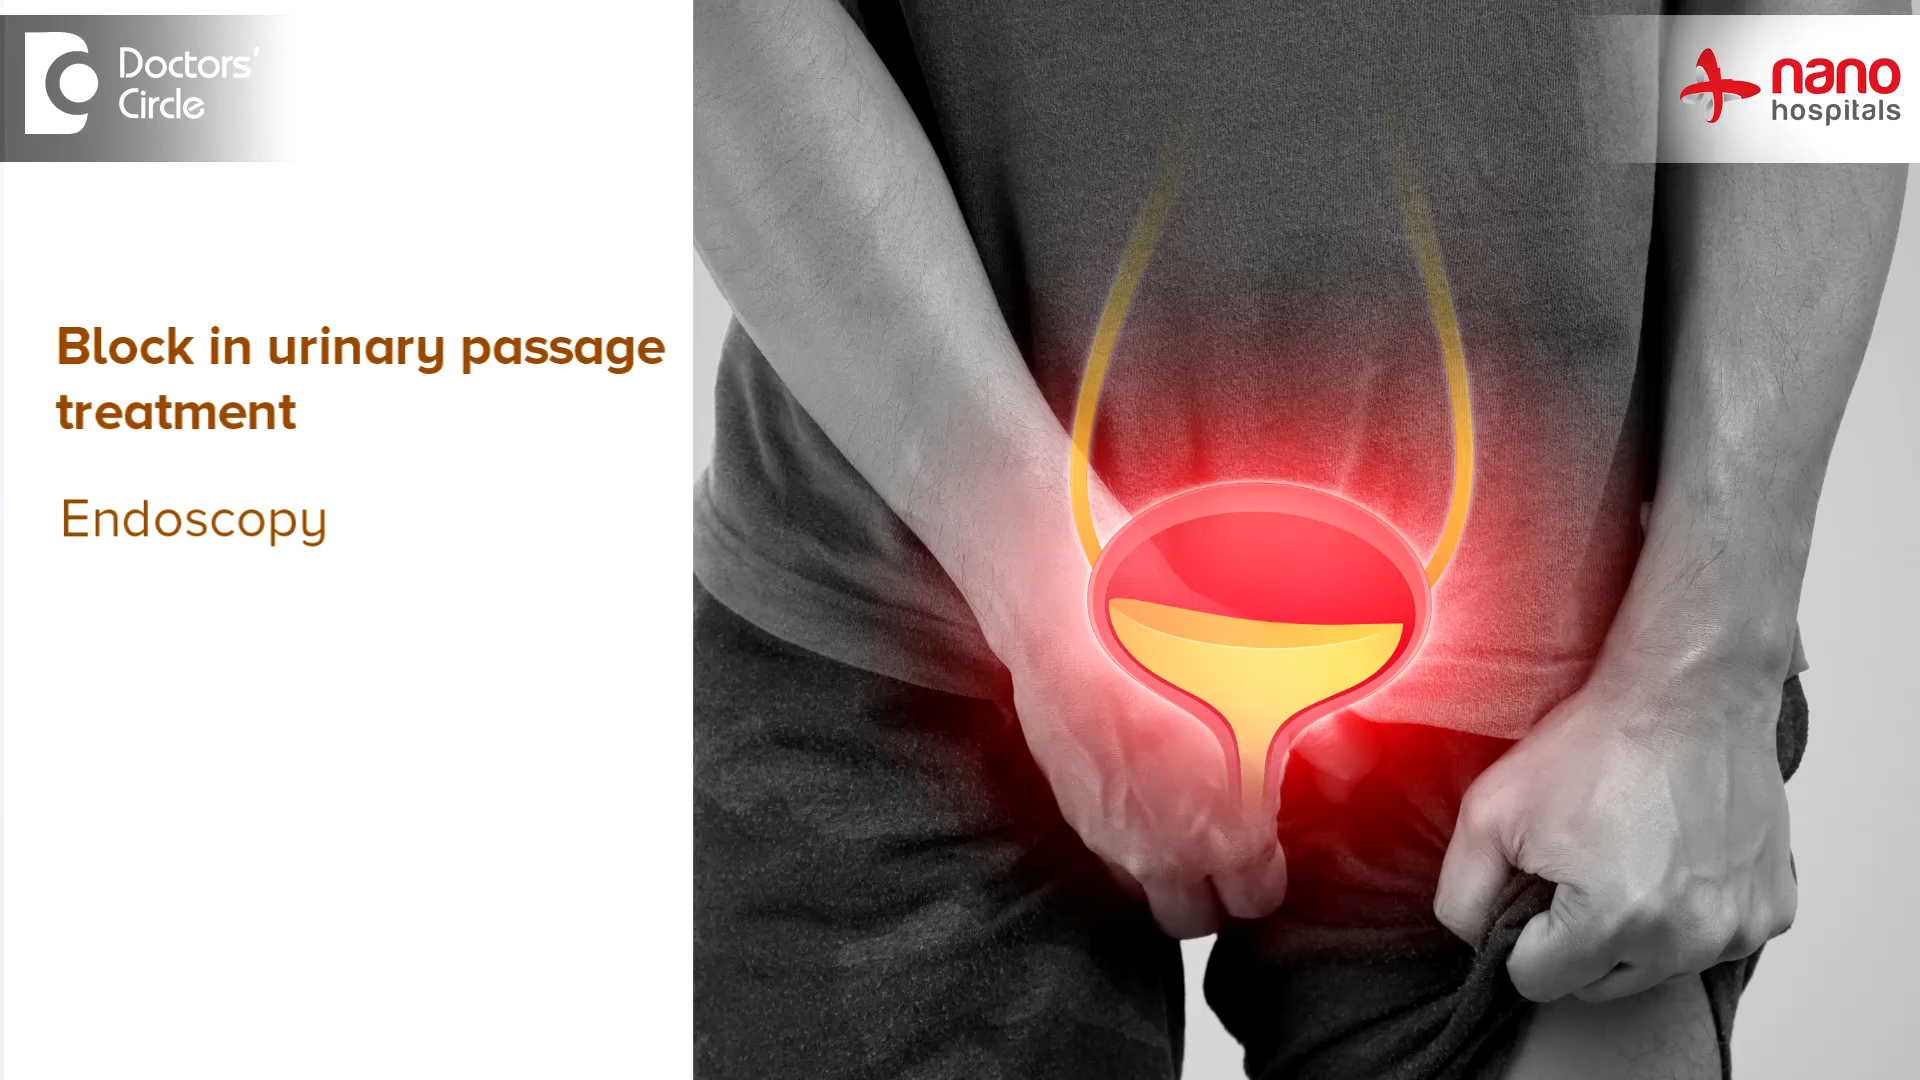 Doctors'
Circle
nano
hospitals
Block in urinary passage
treatment
Endoscopy